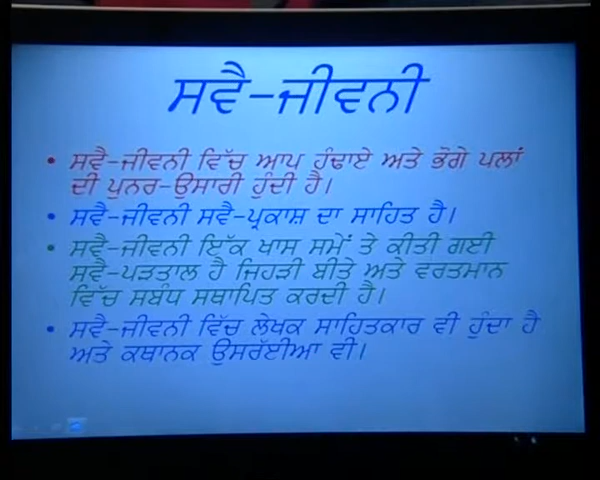 ਸਵੈ-ਜੀਵਨੀ
• ਸਵੈ-ਜੀਵਨੀ ਵਿੱਚ ਆਪ ਹੰਢਾਏ ਅਤੇ ਭੋਗੇ ਪਲਾਂ
ਦੀ ਪੁਨਰ-ਉਸਾਰੀ ਹੁੰਦੀ ਹੈ।
• ਸਵੈ-ਜੀਵਨੀ ਸਵੈ-ਪ੍ਰਕਾਸ਼ ਦਾ ਸਾਹਿਤ ਹੈ।
• ਸਵੈ-ਜੀਵਨੀ ਇੱਕ ਖਾਸ ਸਮੇਂ ਤੇ ਕੀਤੀ ਗਈ
ਸਵੈ-ਪੜਤਾਲ ਹੈ ਜਿਹੜੀ ਬੀਤੇ ਅਤੇ ਵਰਤਮਾਨ
ਵਿੱਚ ਸਬੰਧ ਸਥਾਪਿਤ ਕਰਦੀ ਹੈ।
• ਸਵੈ-ਜੀਵਨੀ ਵਿੱਚ ਲੇਖਕ ਸਾਹਿਤਕਾਰ ਵੀ ਹੁੰਦਾ ਹੈ
ਅਤੇ ਕਥਾਨਕ ਉਸਰੱਈਆ ਵੀ।